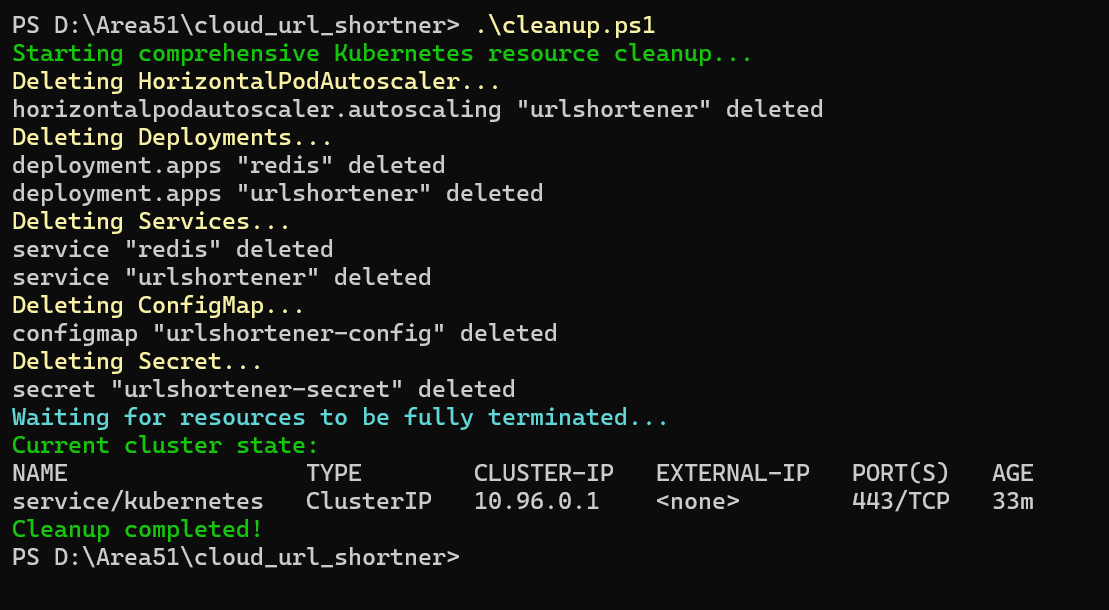 PS D:\Area51\cloud_url_shortner> .\cleanup.ps1
Starting comprehensive Kubernetes resource cleanup...
Deleting HorizontalPodAutoscaler...
horizontalpodautoscaler.autoscaling "urlshortener" deleted
Deleting Deployments...
deployment.apps "redis" deleted
deployment.apps "urlshortener" deleted
Deleting Services...
service "redis" deleted
service "urlshortener" deleted
Deleting ConfigMap...
configmap "urlshortener-config" deleted
Deleting Secret...
secret "urlshortener-secret" deleted
Waiting for resources to be fully terminated...
Current cluster state:
NAME                 TYPE        CLUSTER-IP   EXTERNAL-IP   PORT(S)   AGE
service/kubernetes   ClusterIP   10.96.0.1    <none>        443/TCP   33m
Cleanup completed!
PS D:\Area51\cloud_url_shortner>